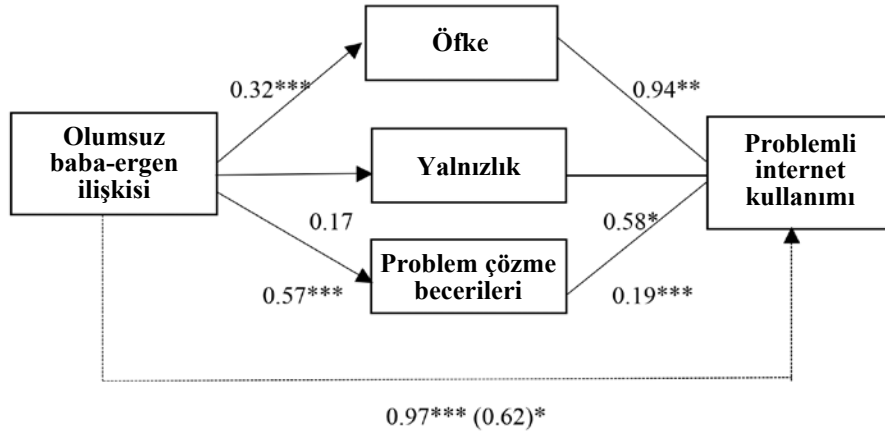 Öfke
0.32***
0.94**
Olumsuz
baba-ergen
ilişkisi
Yalnızlık
Problemli
internet
kullanımı
0.17
0.58*
Problem çözme
becerileri
0.57***
0.19***
0.97*** (0.62)*